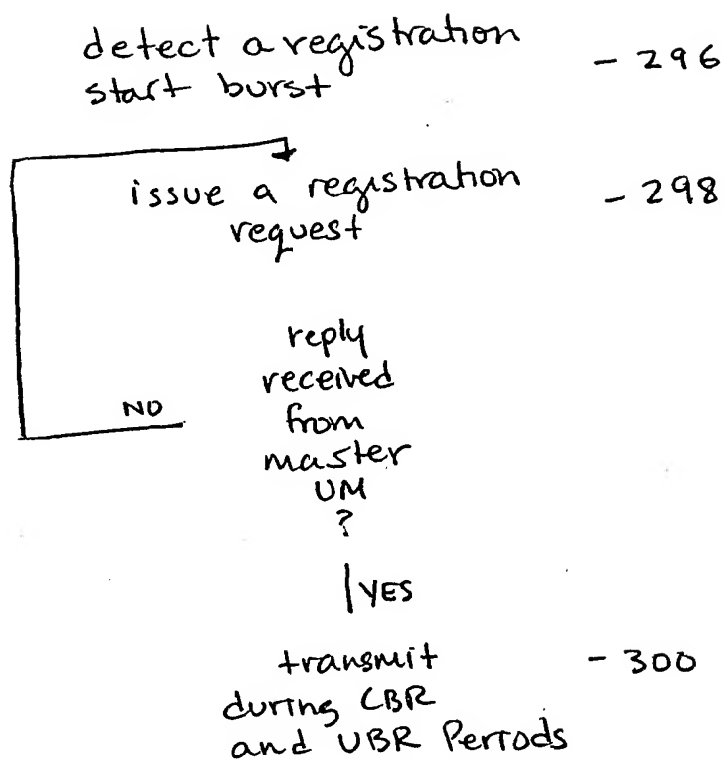 detect a registration - 296
start burst
issue a registration - 298
request
reply
received
NO from
master
UM
?
YES
transmit - 300
during CBR
and UBR Periods